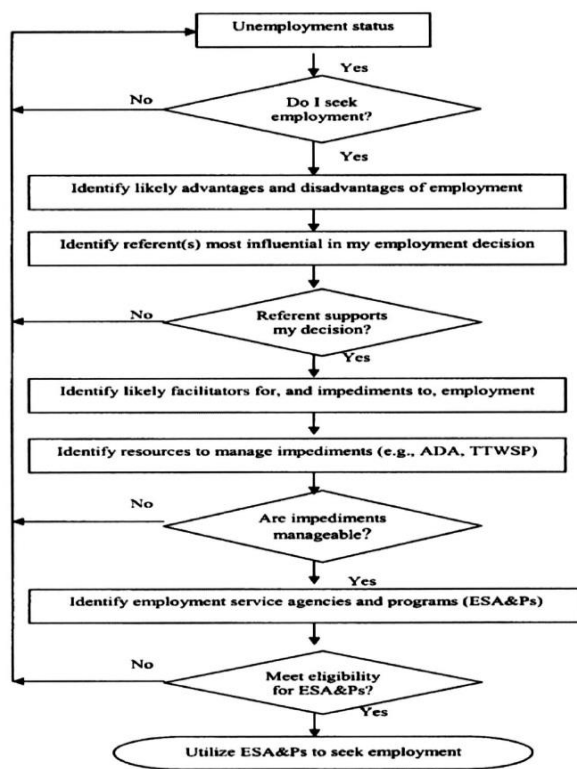 Unemployment status
Yes
No
Do I seek
employment?
Yes
Identify likely advantages and disadvantages of employment
Identify referent(s) most influential in my employment decision
No
Referent supports
my decision?
Yes
Identify likely facilitators for, and impediments to, employment
Identify resources to manage impediments (e.g., ADA, TTWSP)
No
Are impediments
manageable?
Yes
Identify employment service agencies and programs (ESA&Ps)
No
Meet eligibility
for ESA&Ps?
Yes
Utilize ESA&Ps to seek employment